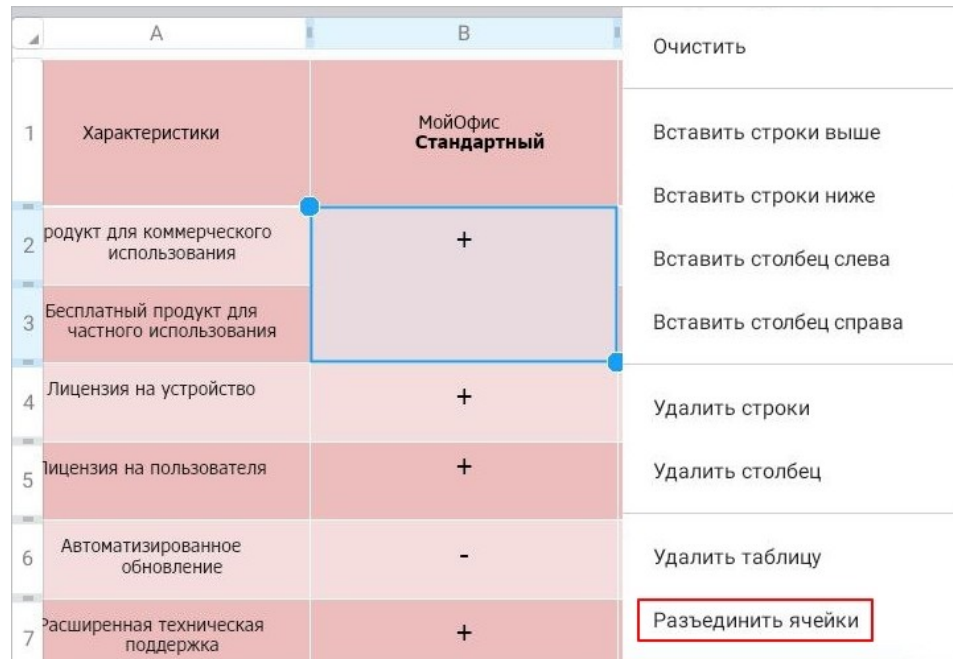 A B
1 Характеристики МойОфис
Стандартный
2 родукт для коммерческого
использования +
3 Бесплатный продукт для
частного использования
4 Лицензия на устройство +
5 Лицензия на пользователя +
6 Автоматизированное
обновление -
7 Расширенная техническая
поддержка +
Очистить
Вставить строки выше
Вставить строки ниже
Вставить столбец слева
Вставить столбец справа
Удалить строки
Удалить столбец
Удалить таблицу
Разъединить ячейки